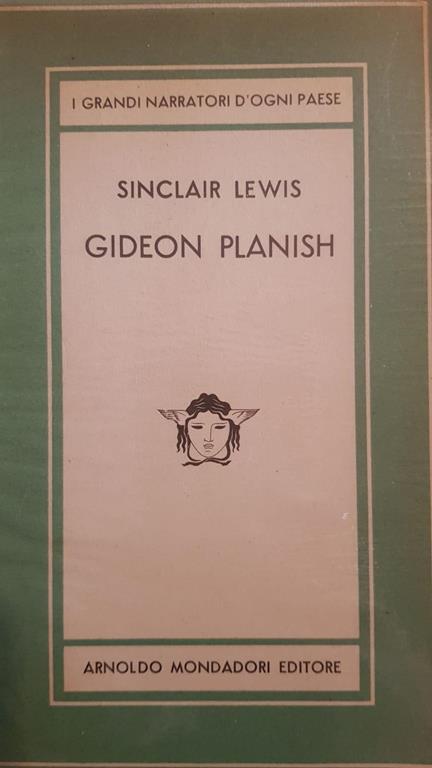 I GRANDI NARRATORI D'OGNI PAESE
SINCLAIR LEWIS
GIDEON PLANISH
ARNOLDO MONDADORI EDITORE